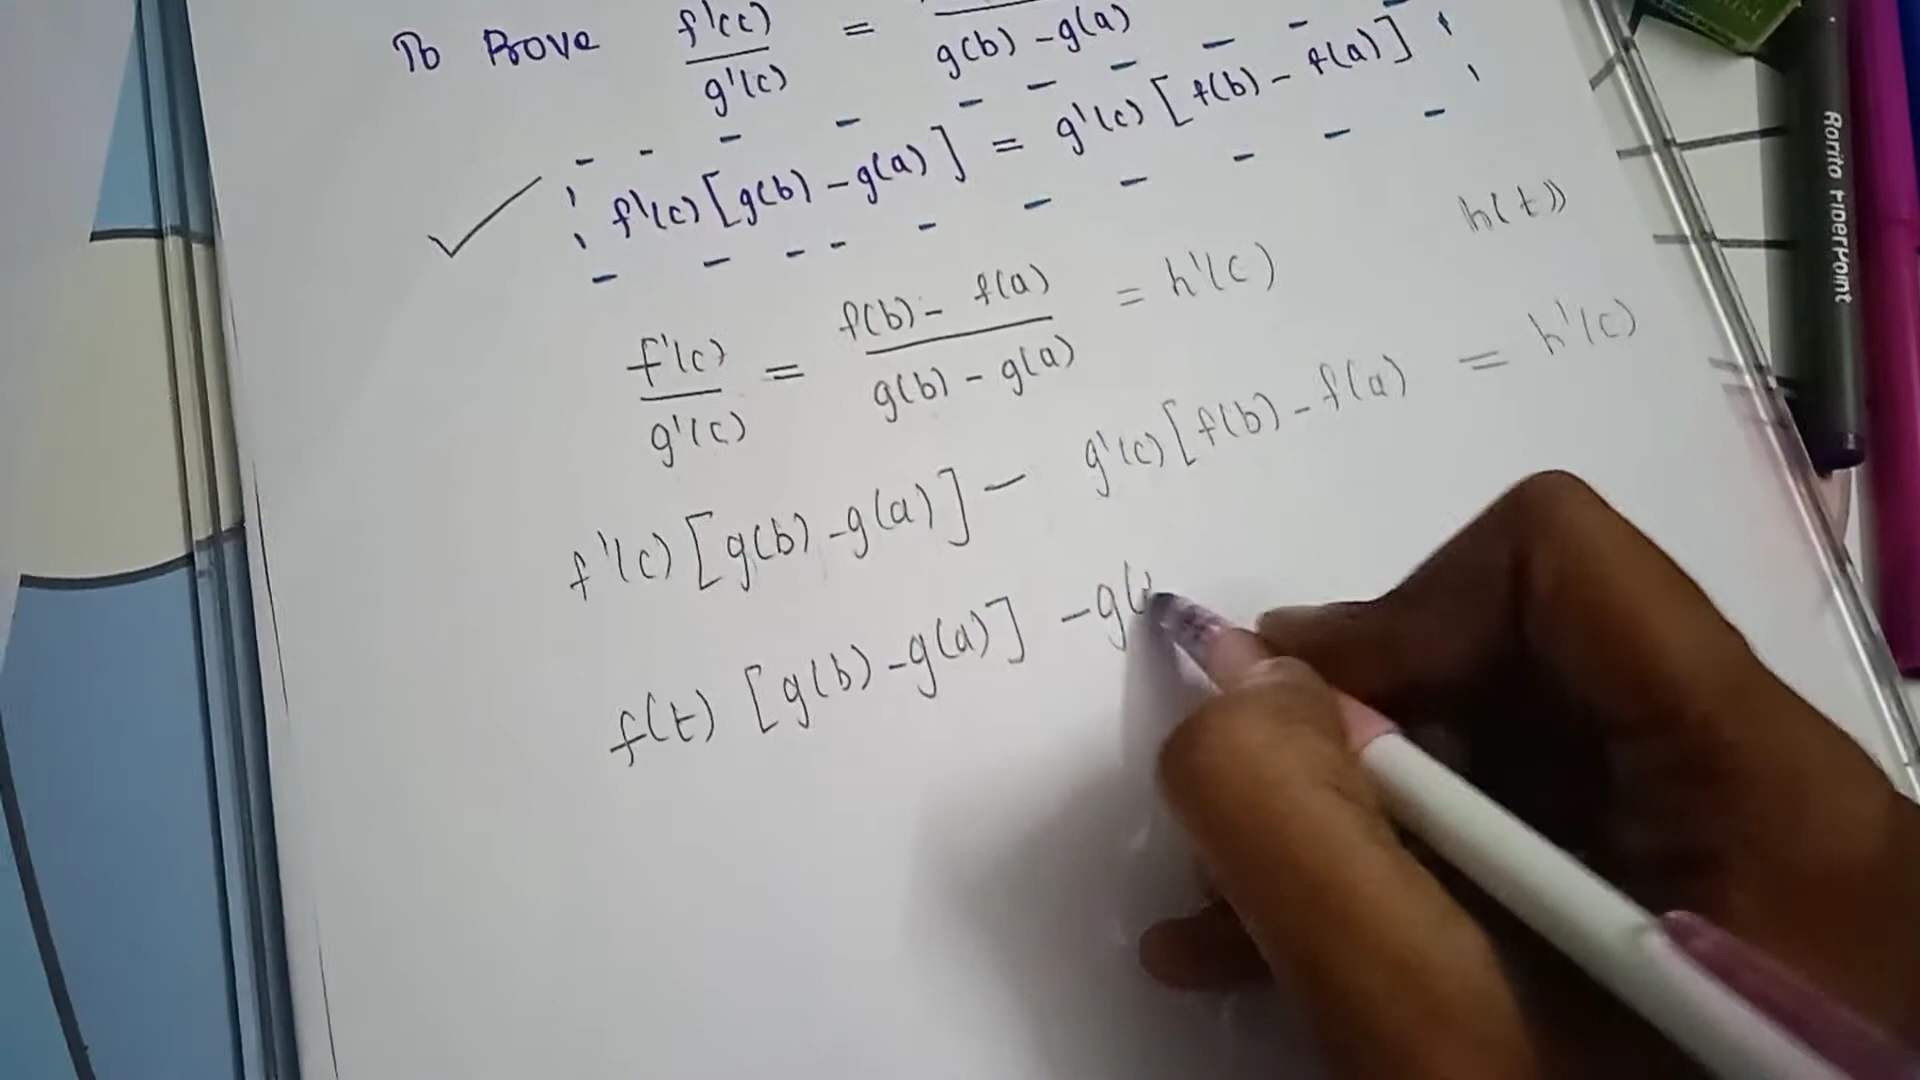 To Prove f'(c) / g'(c) = / g(b) - g(a)
f'(c) [g(b) - g(a)] = g'(c) [f(b) - f(a)]
h(t)
f'(c) / g'(c) = f(b) - f(a) / g(b) - g(a) = h'(c)
f'(c) [g(b) - g(a)] - g'(c) [f(b) - f(a) = h'(c)
f(t) [g(b) - g(a)] - g(
Rorito Fiberpoint